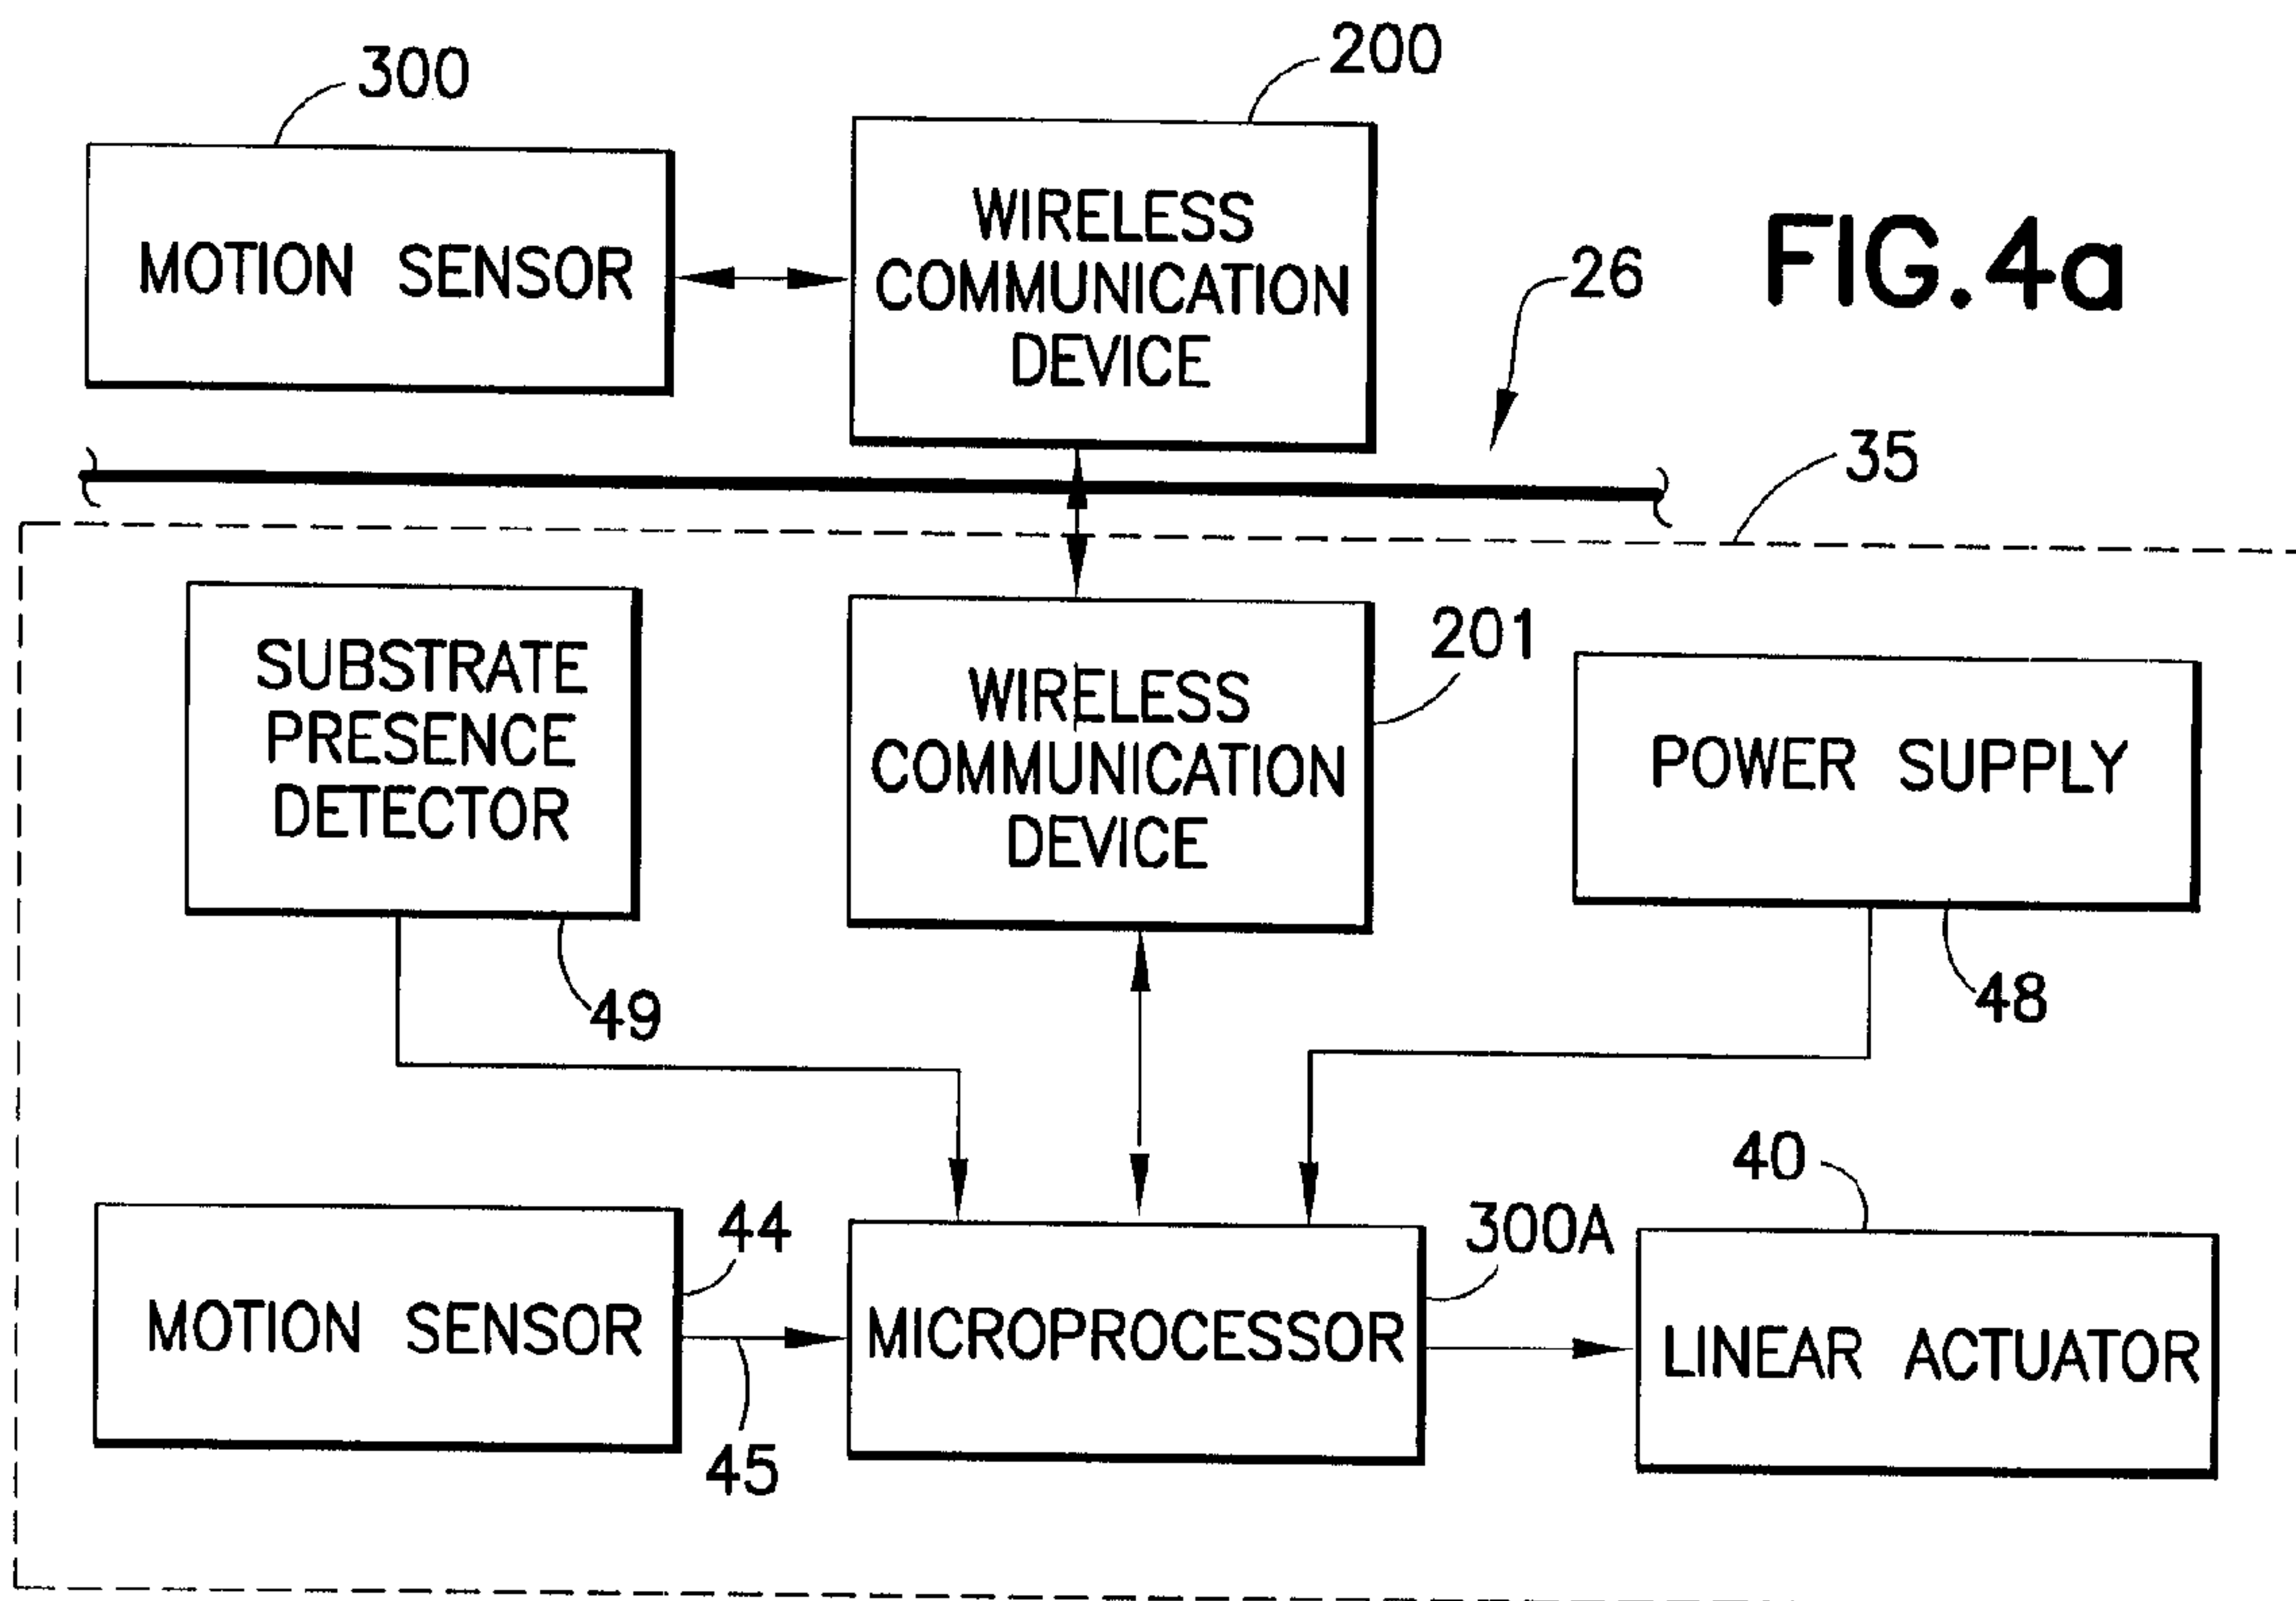 300
200
MOTION SENSOR
WIRELESS
COMMUNICATION
DEVICE
26
FIG.4a
35
SUBSTRATE
PRESENCE
DETECTOR
49
WIRELESS
COMMUNICATION
DEVICE
201
POWER SUPPLY
48
MOTION SENSOR
44
45
MICROPROCESSOR
300A
40
LINEAR ACTUATOR